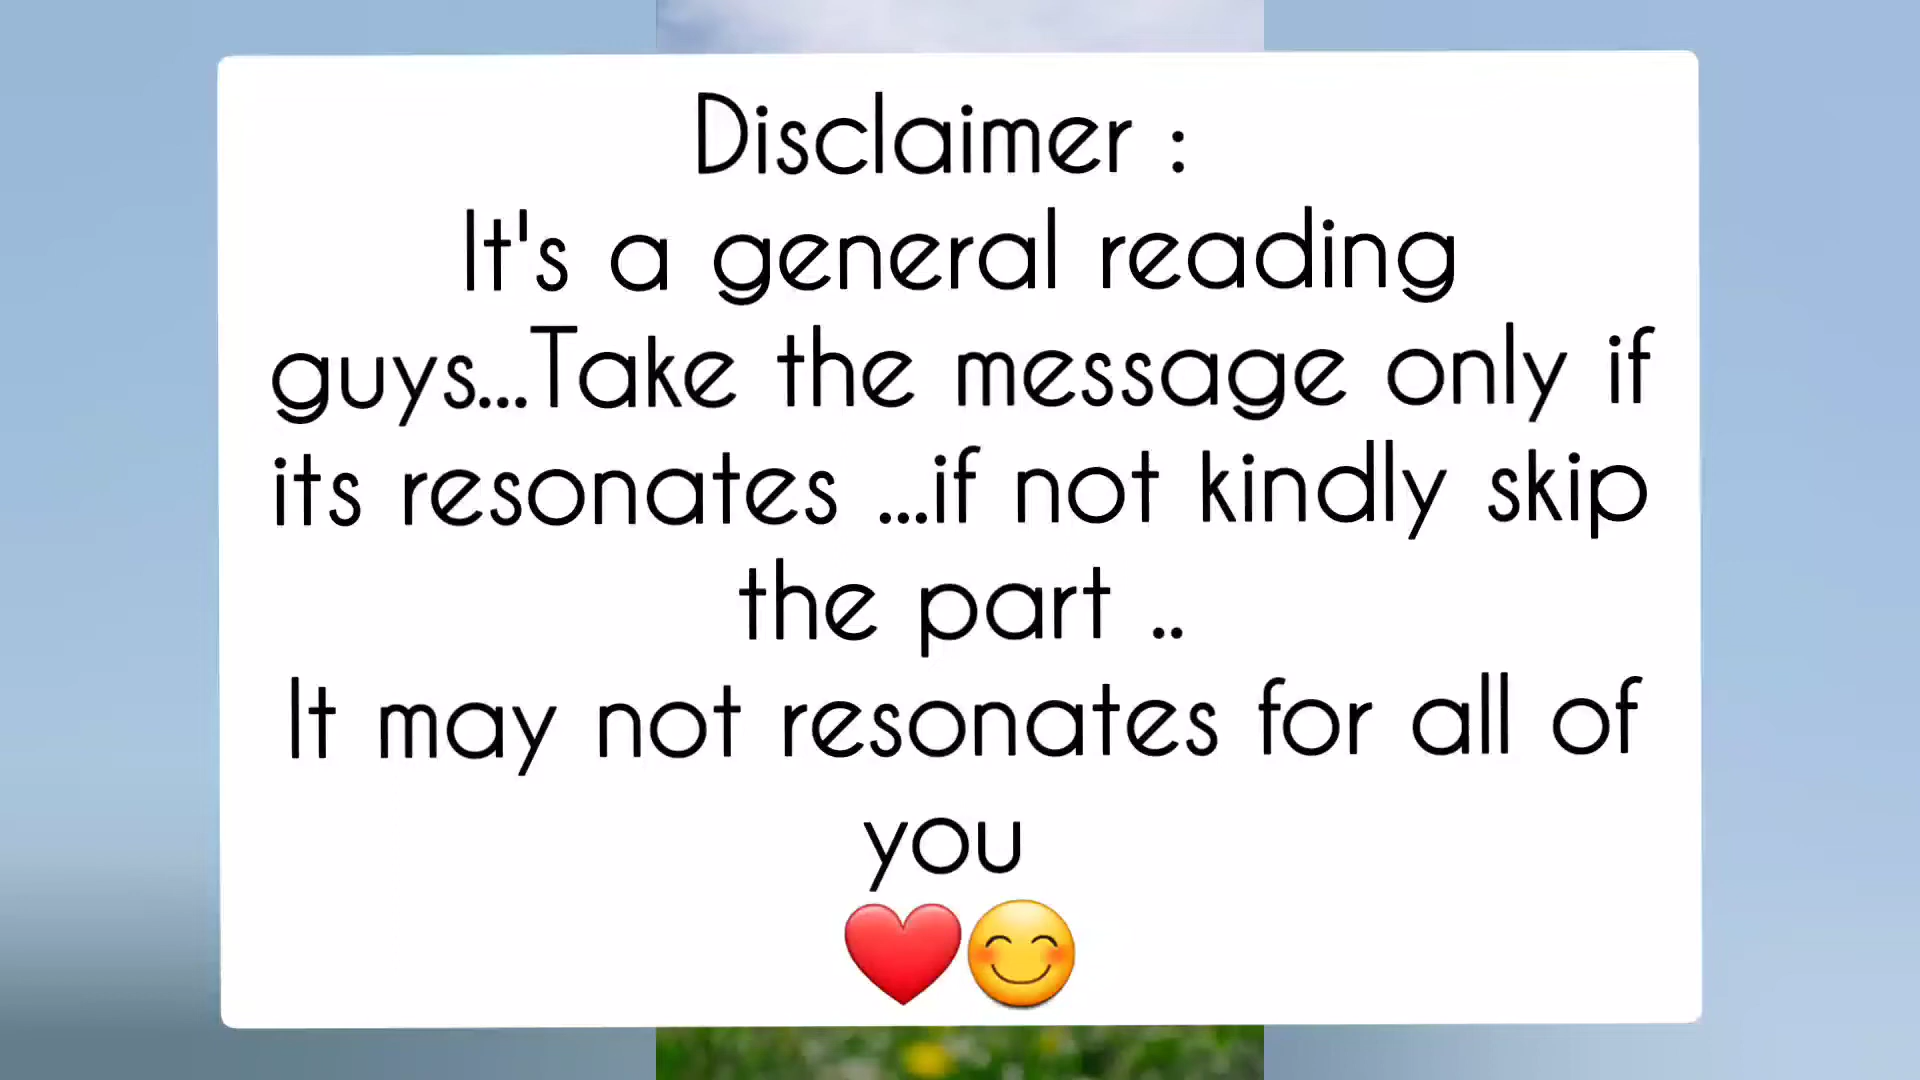 Disclaimer :
It's a general reading
guys...Take the message only if
its resonates ...if not kindly skip
the part ..
It may not resonates for all of
you
❤️😊